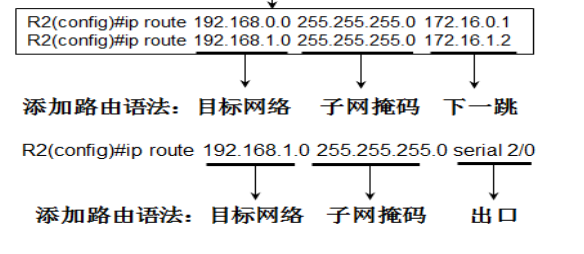 R2(config)#ip route 192.168.0.0 255.255.255.0 172.16.0.1
R2(config)#ip route 192.168.1.0 255.255.255.0 172.16.1.2
添加路由语法：目标网络 子网掩码 下一跳
R2(config)#ip route 192.168.1.0 255.255.255.0 serial 2/0
添加路由语法：目标网络 子网掩码 出口